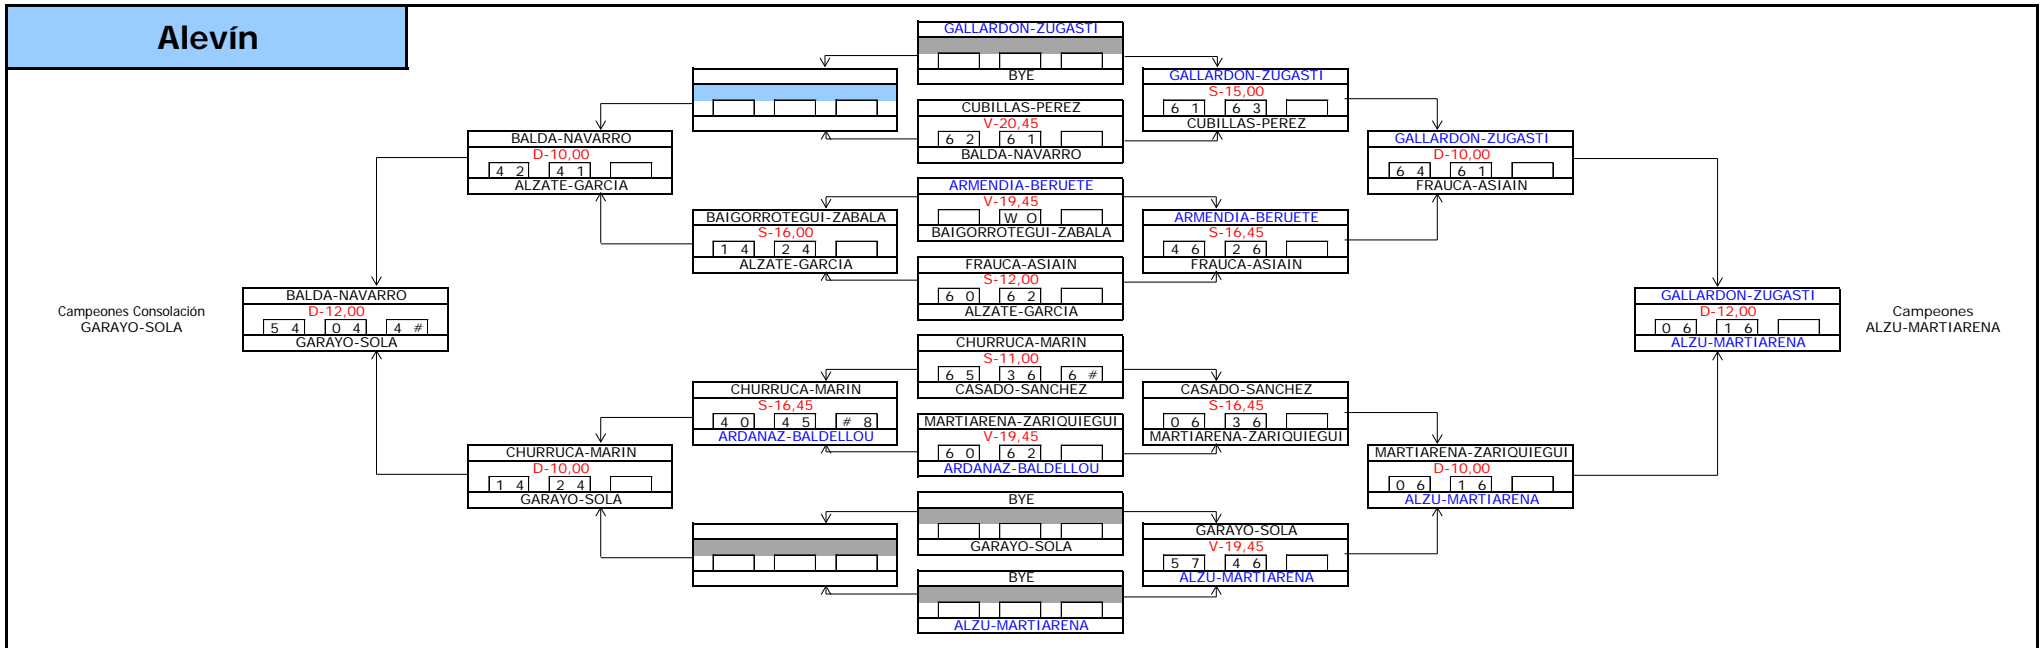 Alevín
GALLARDON-ZUGASTI
BYE
CUBILLAS-PEREZ
V-20,45
6 2 6 1
BALDA-NAVARRO
ARMENDIA-BERUETE
V-19,45
W O
BAIGORROTEGUI-ZABALA
FRAUCA-ASIAIN
S-12,00
6 0 6 2
ALZATE-GARCIA
CHURRUCA-MARIN
S-11,00
6 5 3 6 6 #
CASADO-SANCHEZ
MARTIARENA-ZARIQUIEGUI
V-19,45
6 0 6 2
ARDANAZ-BALDELLOU
BYE
GARAYO-SOLA
BYE
ALZU-MARTIARENA
BAIGORROTEGUI-ZABALA
S-16,00
1 4 2 4
ALZATE-GARCIA
CHURRUCA-MARIN
S-16,45
4 0 4 5 # 8
ARDANAZ-BALDELLOU
BALDA-NAVARRO
D-10,00
4 2 4 1
ALZATE-GARCIA
CHURRUCA-MARIN
D-10,00
1 4 2 4
GARAYO-SOLA
BALDA-NAVARRO
D-12,00
5 4 0 4 4 #
GARAYO-SOLA
Campeones Consolación
GARAYO-SOLA
GALLARDON-ZUGASTI
S-15,00
6 1 6 3
CUBILLAS-PEREZ
ARMENDIA-BERUETE
S-16,45
4 6 2 6
FRAUCA-ASIAIN
CASADO-SANCHEZ
S-16,45
0 6 3 6
MARTIARENA-ZARIQUIEGUI
GARAYO-SOLA
V-19,45
5 7 4 6
ALZU-MARTIARENA
GALLARDON-ZUGASTI
D-10,00
6 4 6 1
FRAUCA-ASIAIN
MARTIARENA-ZARIQUIEGUI
D-10,00
0 6 1 6
ALZU-MARTIARENA
GALLARDON-ZUGASTI
D-12,00
0 6 1 6
ALZU-MARTIARENA
Campeones
ALZU-MARTIARENA